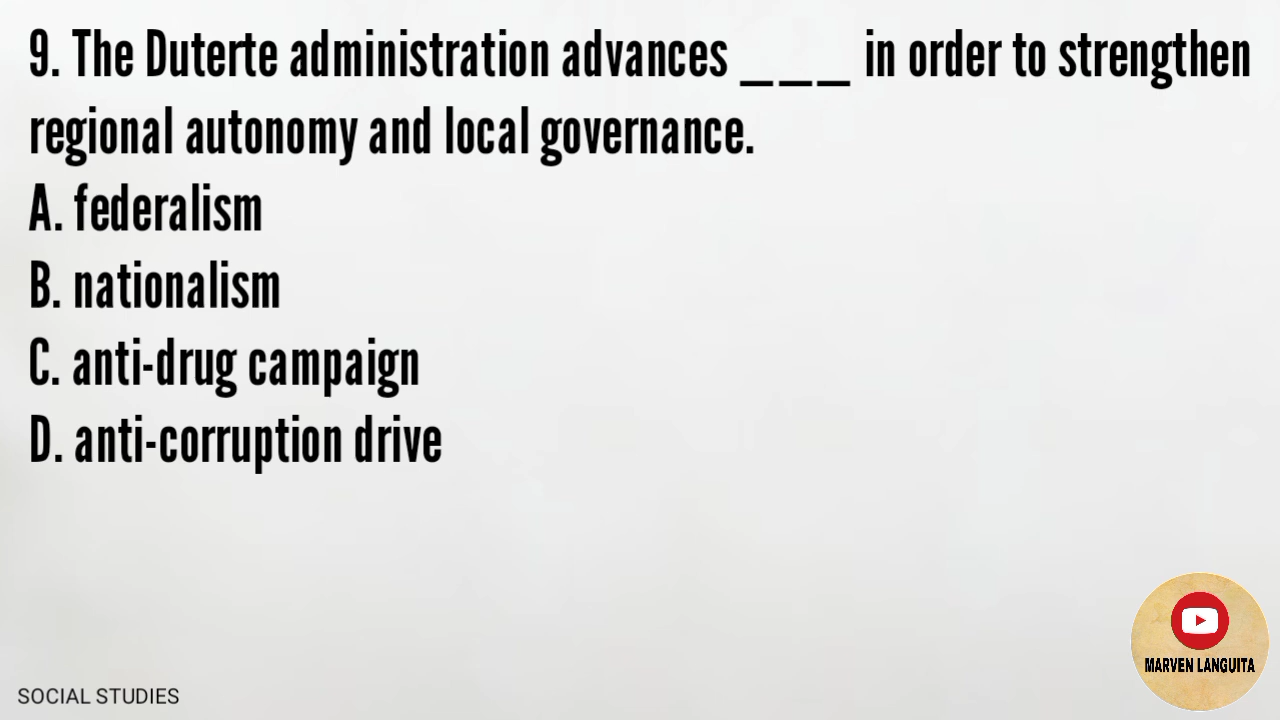 9. The Duterte administration advances ___ in order to strengthen
regional autonomy and local governance.
A. federalism
B. nationalism
C. anti-drug campaign
D. anti-corruption drive
MARVEN LANGUITA
SOCIAL STUDIES